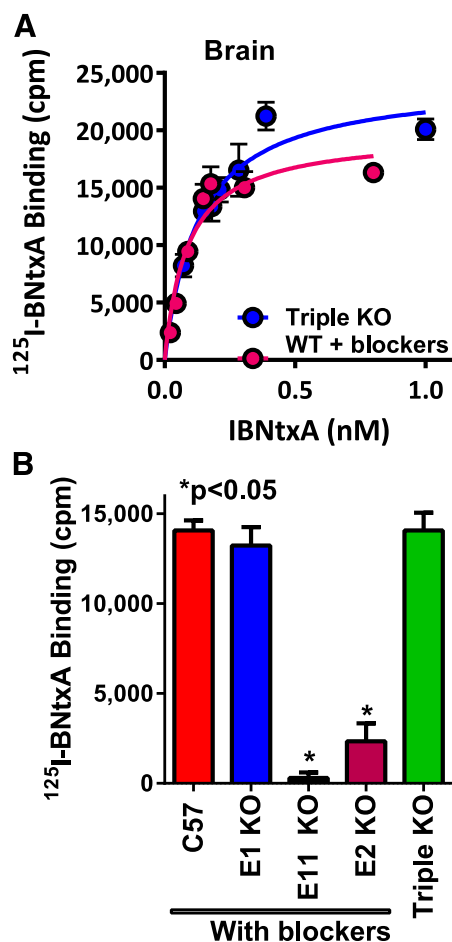 A
Brain
¹²⁵I-BNtxA Binding (cpm)
25,000
20,000
15,000
10,000
5,000
0
Triple KO
WT + blockers
0.0 0.5 1.0
IBNtxA (nM)
B
*p<0.05
¹²⁵I-BNtxA Binding (cpm)
15,000
10,000
5,000
0
* *
C57 E1 KO E11 KO E2 KO Triple KO
With blockers